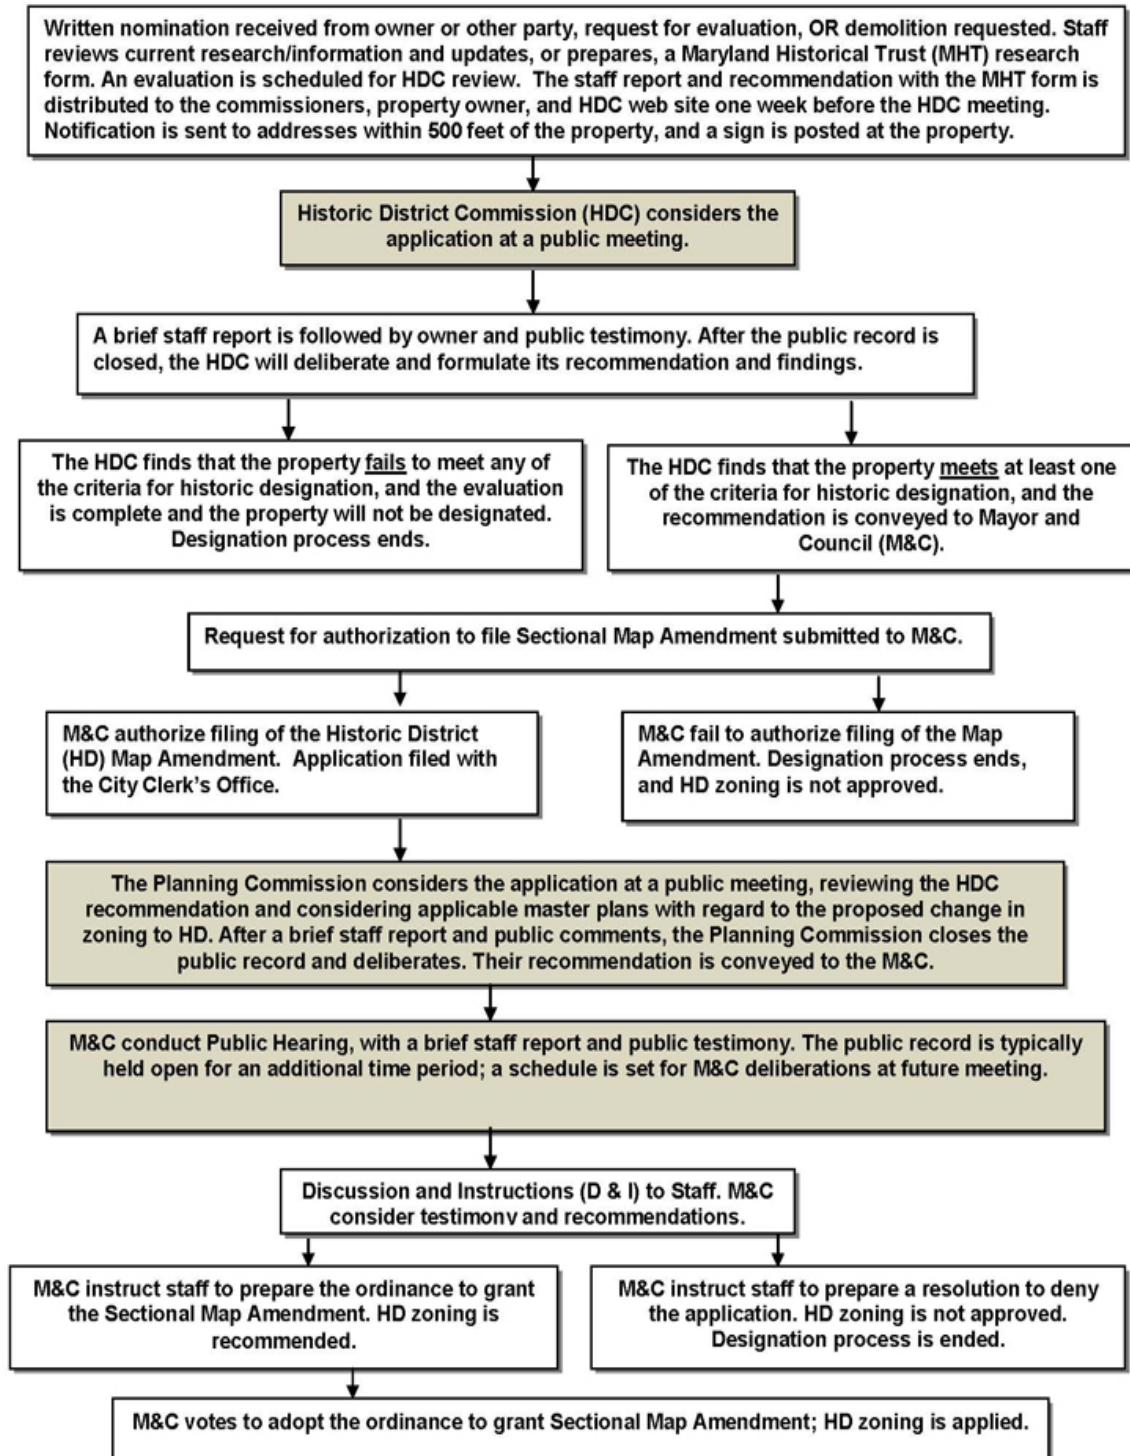 Written nomination received from owner or other party, request for evaluation, OR demolition requested. Staff
reviews current research/information and updates, or prepares, a Maryland Historical Trust (MHT) research
form. An evaluation is scheduled for HDC review. The staff report and recommendation with the MHT form is
distributed to the commissioners, property owner, and HDC web site one week before the HDC meeting.
Notification is sent to addresses within 500 feet of the property, and a sign is posted at the property.
Historic District Commission (HDC) considers the
application at a public meeting.
A brief staff report is followed by owner and public testimony. After the public record is
closed, the HDC will deliberate and formulate its recommendation and findings.
The HDC finds that the property fails to meet any of
the criteria for historic designation, and the evaluation
is complete and the property will not be designated.
Designation process ends.
The HDC finds that the property meets at least one
of the criteria for historic designation, and the
recommendation is conveyed to Mayor and
Council (M&C).
Request for authorization to file Sectional Map Amendment submitted to M&C.
M&C authorize filing of the Historic District
(HD) Map Amendment. Application filed with
the City Clerk's Office.
M&C fail to authorize filing of the Map
Amendment. Designation process ends,
and HD zoning is not approved.
The Planning Commission considers the application at a public meeting, reviewing the HDC
recommendation and considering applicable master plans with regard to the proposed change in
zoning to HD. After a brief staff report and public comments, the Planning Commission closes the
public record and deliberates. Their recommendation is conveyed to the M&C.
M&C conduct Public Hearing, with a brief staff report and public testimony. The public record is typically
held open for an additional time period; a schedule is set for M&C deliberations at future meeting.
Discussion and Instructions (D & I) to Staff. M&C
consider testimony and recommendations.
M&C instruct staff to prepare the ordinance to grant
the Sectional Map Amendment. HD zoning is
recommended.
M&C instruct staff to prepare a resolution to deny
the application. HD zoning is not approved.
Designation process is ended.
M&C votes to adopt the ordinance to grant Sectional Map Amendment; HD zoning is applied.